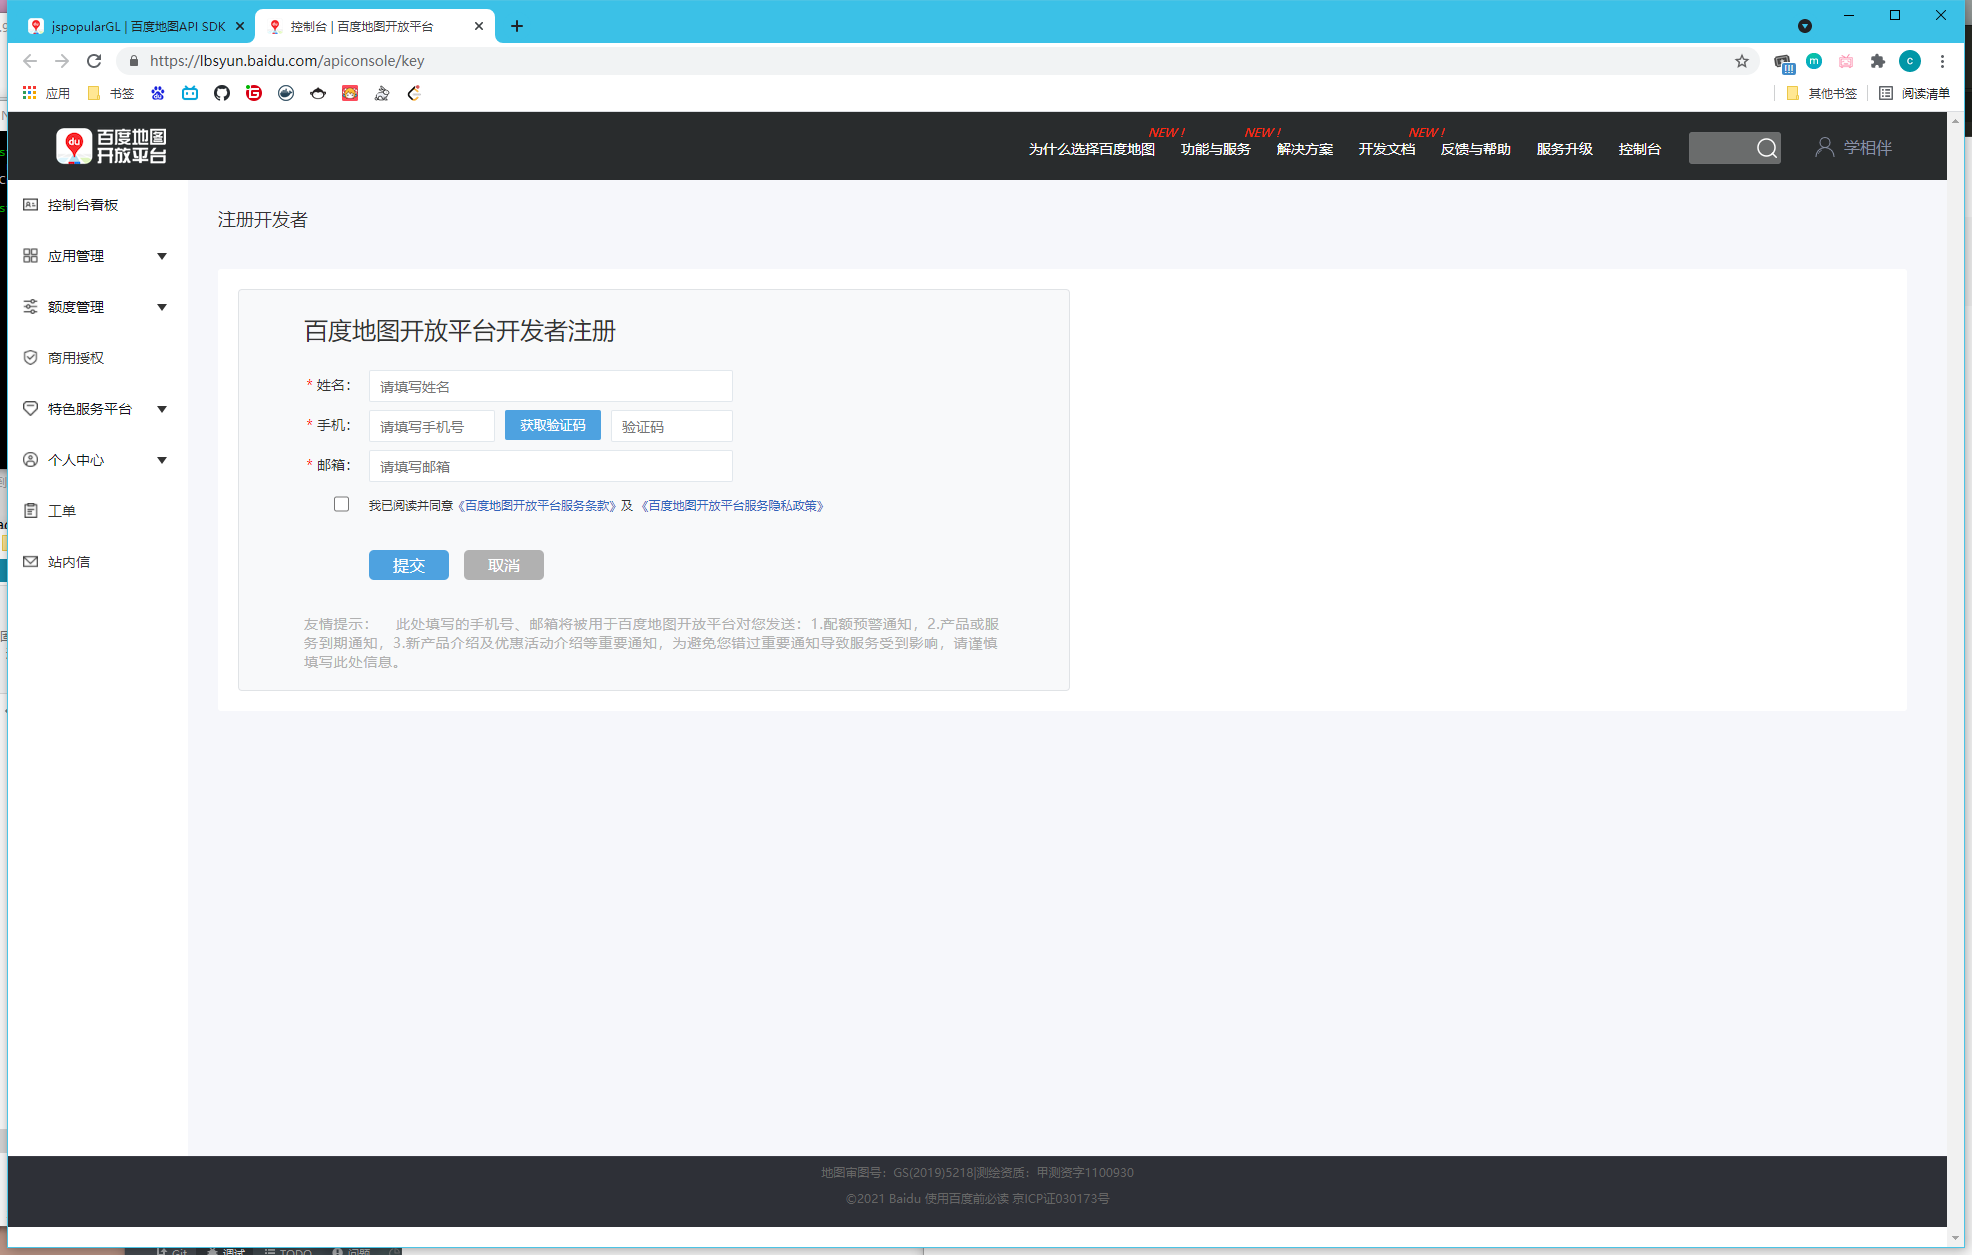 jspopularGL | 百度地图API SDK
控制台 | 百度地图开放平台
https://lbsyun.baidu.com/apiconsole/key
应用 书签 其他书签 阅读清单
du 百度地图
开放平台
NEW ! NEW ! NEW !
为什么选择百度地图 功能与服务 解决方案 开发文档 反馈与帮助 服务升级 控制台 学相伴
控制台看板
应用管理
额度管理
商用授权
特色服务平台
个人中心
工单
站内信
注册开发者
百度地图开放平台开发者注册
* 姓名： 请填写姓名
* 手机： 请填写手机号 获取验证码 验证码
* 邮箱： 请填写邮箱
我已阅读并同意《百度地图开放平台服务条款》及 《百度地图开放平台服务隐私政策》
提交 取消
友情提示： 此处填写的手机号、邮箱将被用于百度地图开放平台对您发送：1.配额预警通知，2.产品或服
务到期通知，3.新产品介绍及优惠活动介绍等重要通知，为避免您错过重要通知导致服务受到影响，请谨慎
填写此处信息。
地图审图号：GS(2019)5218|测绘资质：甲测资字1100930
©2021 Baidu 使用百度前必读 京ICP证030173号
Git 调试 TODO 问题